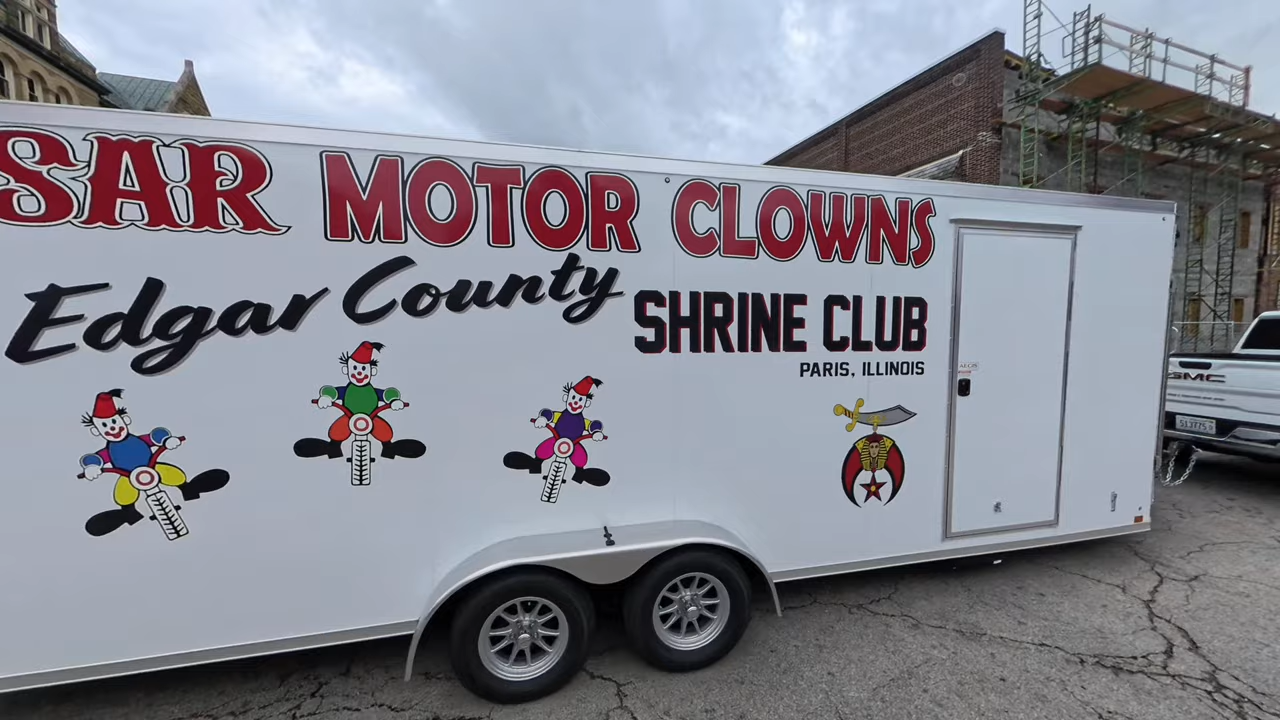 SAR MOTOR CLOWNS
Edgar County
SHRINE CLUB
PARIS, ILLINOIS
GMC